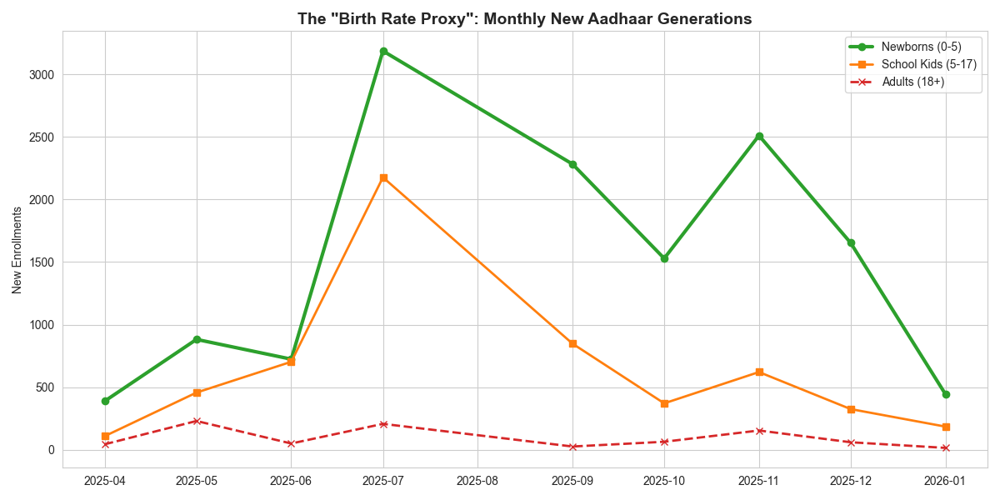 The "Birth Rate Proxy": Monthly New Aadhaar Generations
Newborns (0-5)
School Kids (5-17)
Adults (18+)
New Enrollments
3000
2500
2000
1500
1000
500
0
2025-04 2025-05 2025-06 2025-07 2025-08 2025-09 2025-10 2025-11 2025-12 2026-01